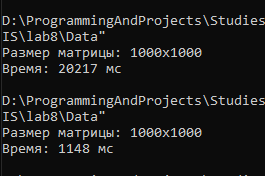 D:\ProgrammingAndProjects\Studies
IS\lab8\Data"
Размер матрицы: 1000x1000
Время: 20217 мс
D:\ProgrammingAndProjects\Studies
IS\lab8\Data"
Размер матрицы: 1000x1000
Время: 1148 мс